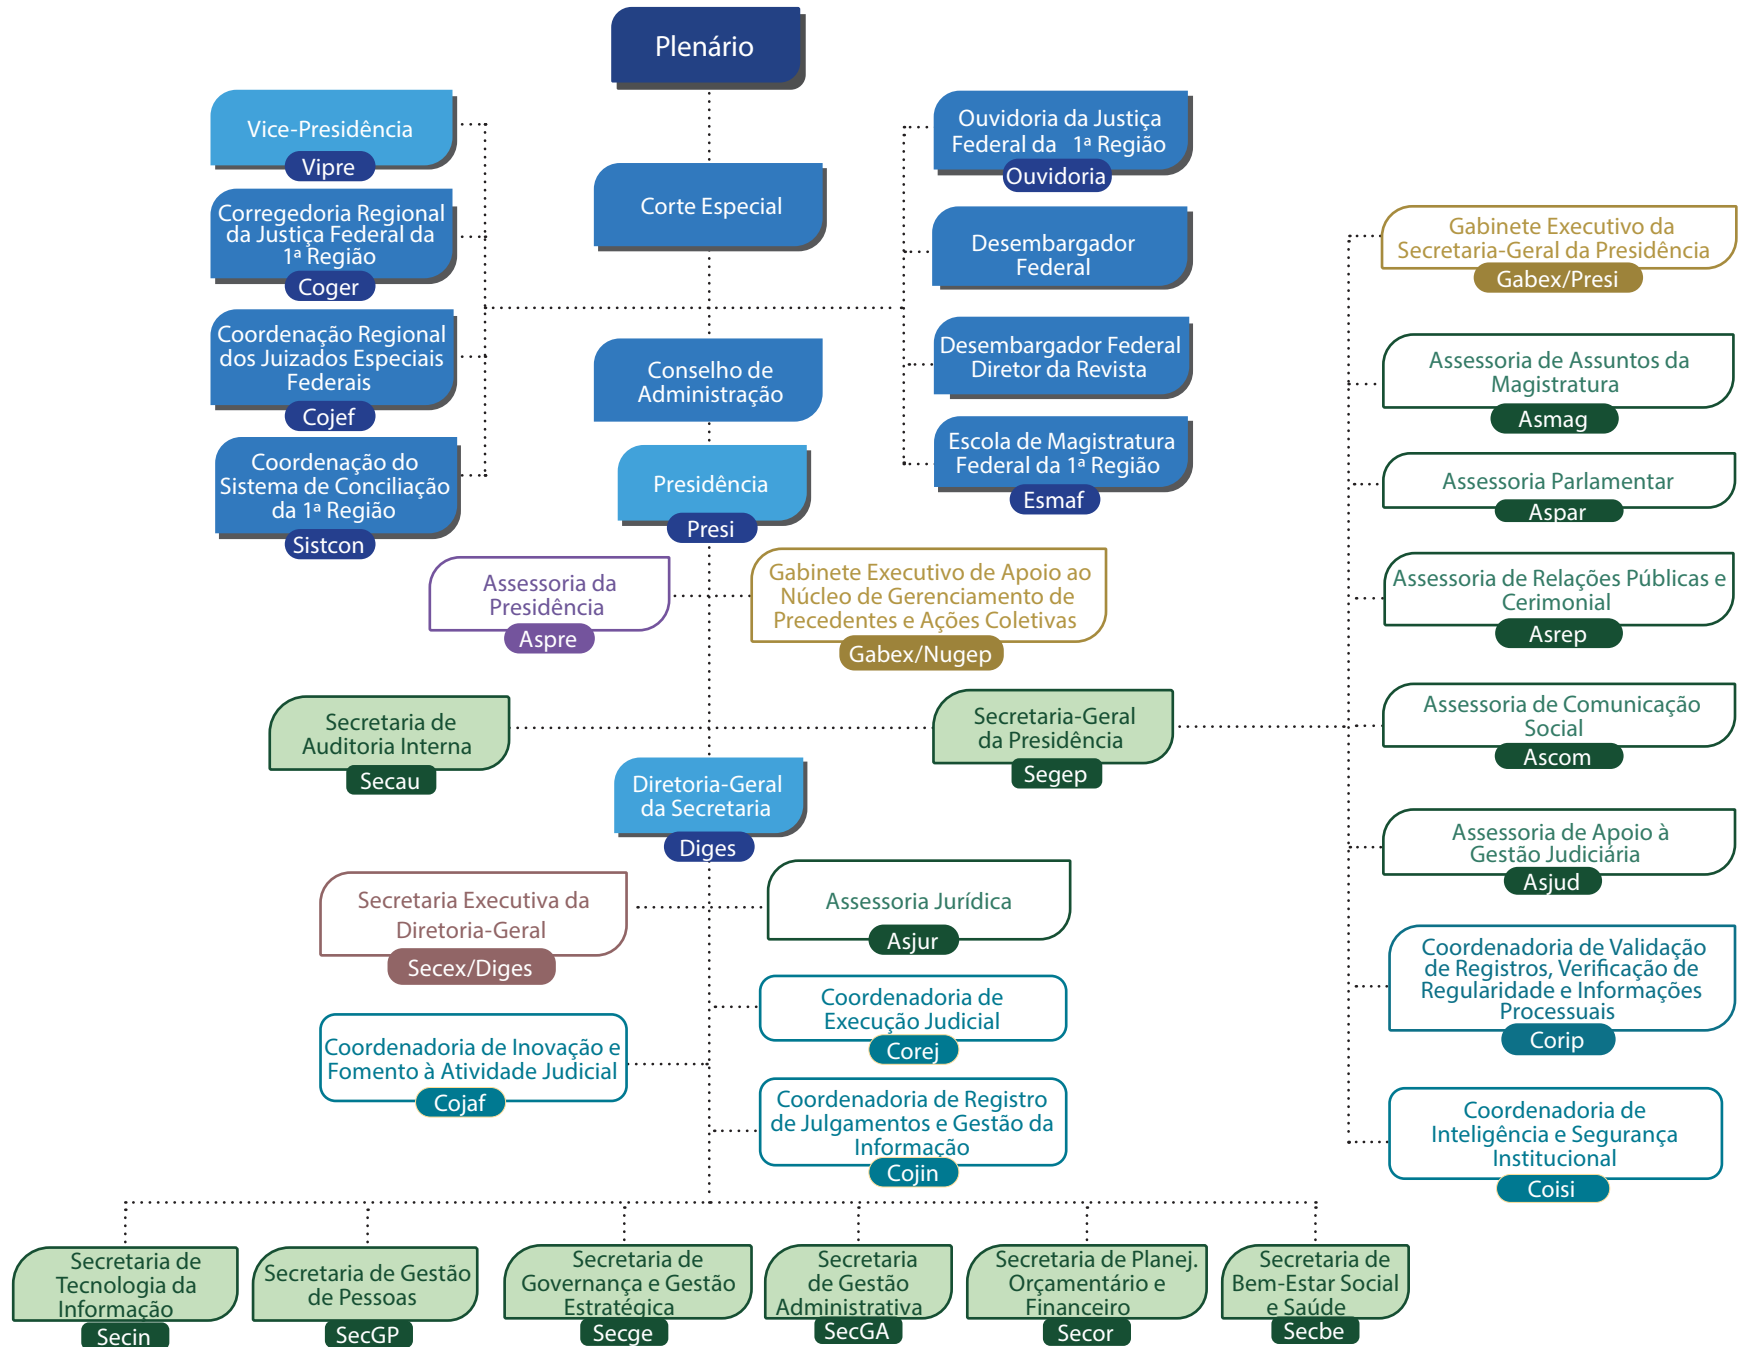 Plenário
Vice-Presidência
Vipre
Corregedoria Regional
da Justiça Federal da
1ª Região
Coger
Coordenação Regional
dos Juizados Especiais
Federais
Cojef
Coordenação do
Sistema de Conciliação
da 1ª Região
Sistcon
Corte Especial
Conselho de
Administração
Presidência
Presi
Ouvidoria da Justiça
Federal da 1ª Região
Ouvidoria
Desembargador
Federal
Desembargador Federal
Diretor da Revista
Escola de Magistratura
Federal da 1ª Região
Esmaf
Assessoria da
Presidência
Aspre
Gabinete Executivo de Apoio ao
Núcleo de Gerenciamento de
Precedentes e Ações Coletivas
Gabex/Nugep
Secretaria de
Auditoria Interna
Secau
Secretaria-Geral
da Presidência
Segep
Gabinete Executivo da
Secretaria-Geral da Presidência
Gabex/Presi
Assessoria de Assuntos da
Magistratura
Asmag
Assessoria Parlamentar
Aspar
Assessoria de Relações Públicas e
Cerimonial
Asrep
Assessoria de Comunicação
Social
Ascom
Assessoria de Apoio à
Gestão Judiciária
Asjud
Coordenadoria de Validação
de Registros, Verificação de
Regularidade e Informações
Processuais
Corip
Coordenadoria de
Inteligência e Segurança
Institucional
Coisi
Diretoria-Geral
da Secretaria
Diges
Secretaria Executiva da
Diretoria-Geral
Secex/Diges
Assessoria Jurídica
Asjur
Coordenadoria de
Execução Judicial
Corej
Coordenadoria de Inovação e
Fomento à Atividade Judicial
Cojaf
Coordenadoria de Registro
de Julgamentos e Gestão da
Informação
Cojin
Secretaria de
Tecnologia da
Informação
Secin
Secretaria de Gestão
de Pessoas
SecGP
Secretaria de
Governança e Gestão
Estratégica
Secge
Secretaria
de Gestão
Administrativa
SecGA
Secretaria de Planej.
Orçamentário e
Financeiro
Secor
Secretaria de
Bem-Estar Social
e Saúde
Secbe